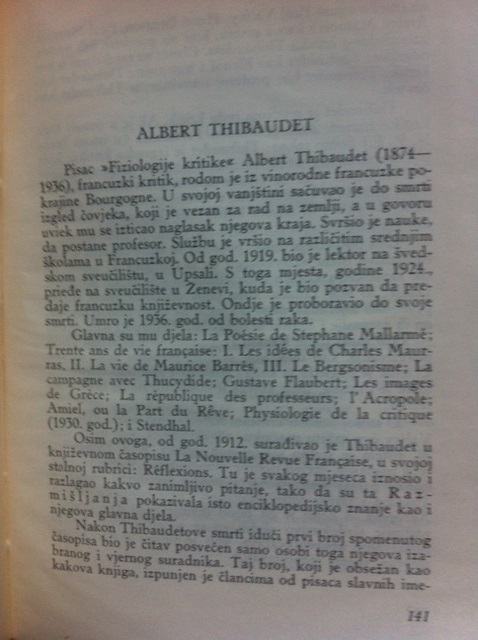 ALBERT THIBAUDET
Pisac »Fiziologije kritike« Albert Thibaudet (1874—
1936), francuzki kritik, rodom je iz vinorodne francuzke po-
krajine Bourgogne. U svojoj vanjštini sačuvao je do smrti
izgled čovjeka, koji je vezan za rad na zemlji, a u govoru
uviek mu se izticao naglasak njegova kraja. Svršio je nauke,
da postane profesor. Službu je vršio na različitim srednjim
školama u Francuzkoj. Od god. 1919. bio je lektor na šved-
skom sveučilištu, u Upsali. S toga mjesta, godine 1924.,
priede na sveučilište u Ženevi, kuda je bio pozvan da pre-
daje francuzku književnost. Ondje je proboravio do svoje
smrti. Umro je 1936. god. od bolesti raka.
Glavna su mu djela: La Poésie de Stephane Mallarmé;
Trente ans de vie française: I. Les idées de Charles Maur-
ras, II. La vie de Maurice Barrès, III. Le Bergsonisme; La
campagne avec Thucydide; Gustave Flaubert; Les images
de Grèce; La république des professeurs; l'Acropole;
Amiel, ou la Part du Rêve; Physiologie de la critique
(1930. god.); i Stendhal.
Osim ovoga, od god. 1912. surađivao je Thibaudet u
književnom časopisu La Nouvelle Revue Française, u svojoj
stalnoj rubrici: Réflexions. Tu je svakog mjeseca iznosio i
razlagao kakvo zanimljivo pitanje, tako da su ta Raz-
mišljanja pokazivala isto enciklopedijsko znanje kao i
njegova glavna djela.
Nakon Thibaudetove smrti idući prvi broj spomenutog
časopisa bio je čitav posvećen samo osobi toga njegova iza-
branog i vjernog suradnika. Taj broj, koji je obsežan kao
kakova knjiga, izpunjen je člancima od pisaca slavnih ime-
141